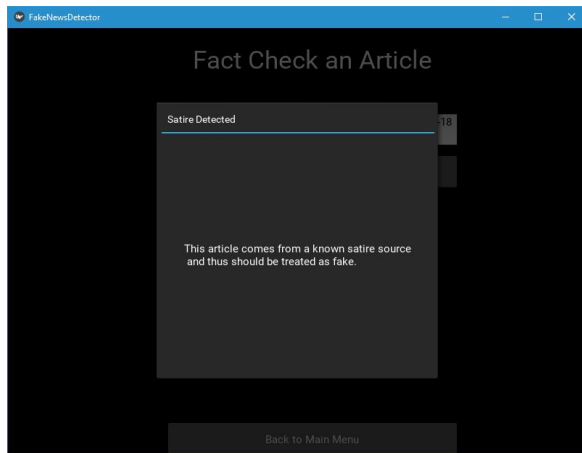 FakeNewsDetector
Fact Check an Article
Satire Detected
-18
This article comes from a known satire source
and thus should be treated as fake.
Back to Main Menu